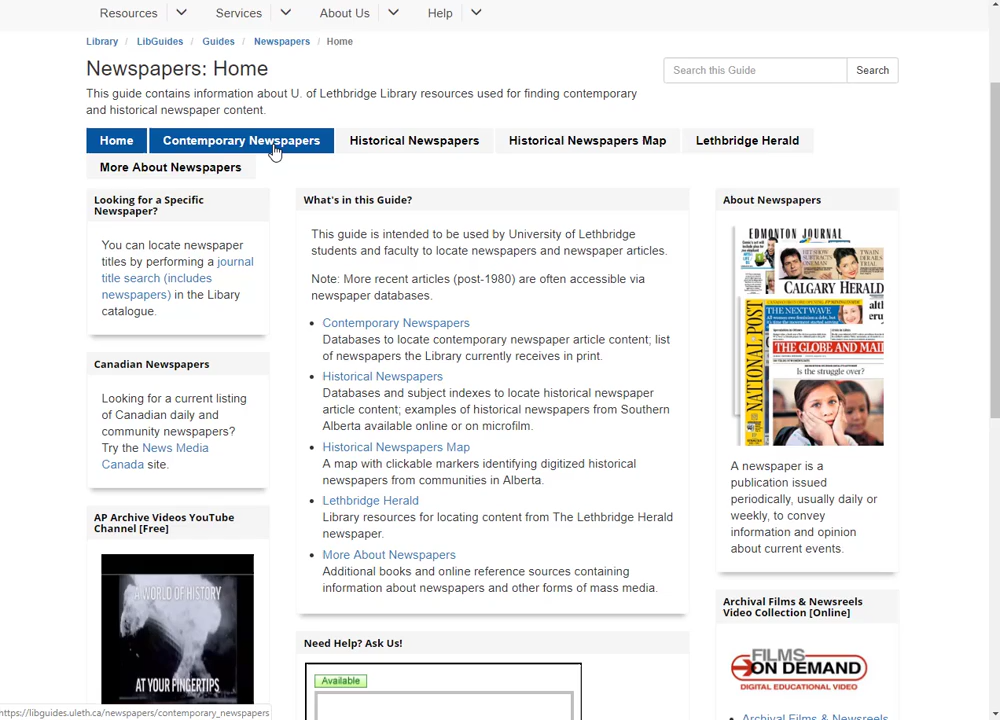 Resources
Services
About Us
Help
Library / LibGuides / Guides / Newspapers / Home
Newspapers: Home
Search this Guide
Search
This guide contains information about U. of Lethbridge Library resources used for finding contemporary
and historical newspaper content.
Home
Contemporary Newspapers
Historical Newspapers
Historical Newspapers Map
Lethbridge Herald
More About Newspapers
Looking for a Specific
Newspaper?
You can locate newspaper
titles by performing a journal
title search (includes
newspapers) in the Libary
catalogue.
Canadian Newspapers
Looking for a current listing
of Canadian daily and
community newspapers?
Try the News Media
Canada site.
AP Archive Videos YouTube
Channel [Free]
A WORLD OF HISTORY
AT YOUR FINGERTIPS
What's in this Guide?
This guide is intended to be used by University of Lethbridge
students and faculty to locate newspapers and newspaper articles.
Note: More recent articles (post-1980) are often accessible via
newspaper databases.
• Contemporary Newspapers
Databases to locate contemporary newspaper article content; list
of newspapers the Library currently receives in print.
• Historical Newspapers
Databases and subject indexes to locate historical newspaper
article content; examples of historical newspapers from Southern
Alberta available online or on microfilm.
• Historical Newspapers Map
A map with clickable markers identifying digitized historical
newspapers from communities in Alberta.
• Lethbridge Herald
Library resources for locating content from The Lethbridge Herald
newspaper.
• More About Newspapers
Additional books and online reference sources containing
information about newspapers and other forms of mass media.
Need Help? Ask Us!
Available
About Newspapers
EDMONTON JOURNAL
CALGARY HERALD
THE NEXT WAVE
NATIONAL POST
THE GLOBE AND MAIL
Is the struggle over?
A newspaper is a
publication issued
periodically, usually daily or
weekly, to convey
information and opinion
about current events.
Archival Films & Newsreels
Video Collection [Online]
FILMS
ON DEMAND
DIGITAL EDUCATIONAL VIDEO
• Archival Films & Newsreels
https://libguides.uleth.ca/newspapers/contemporary_newspapers